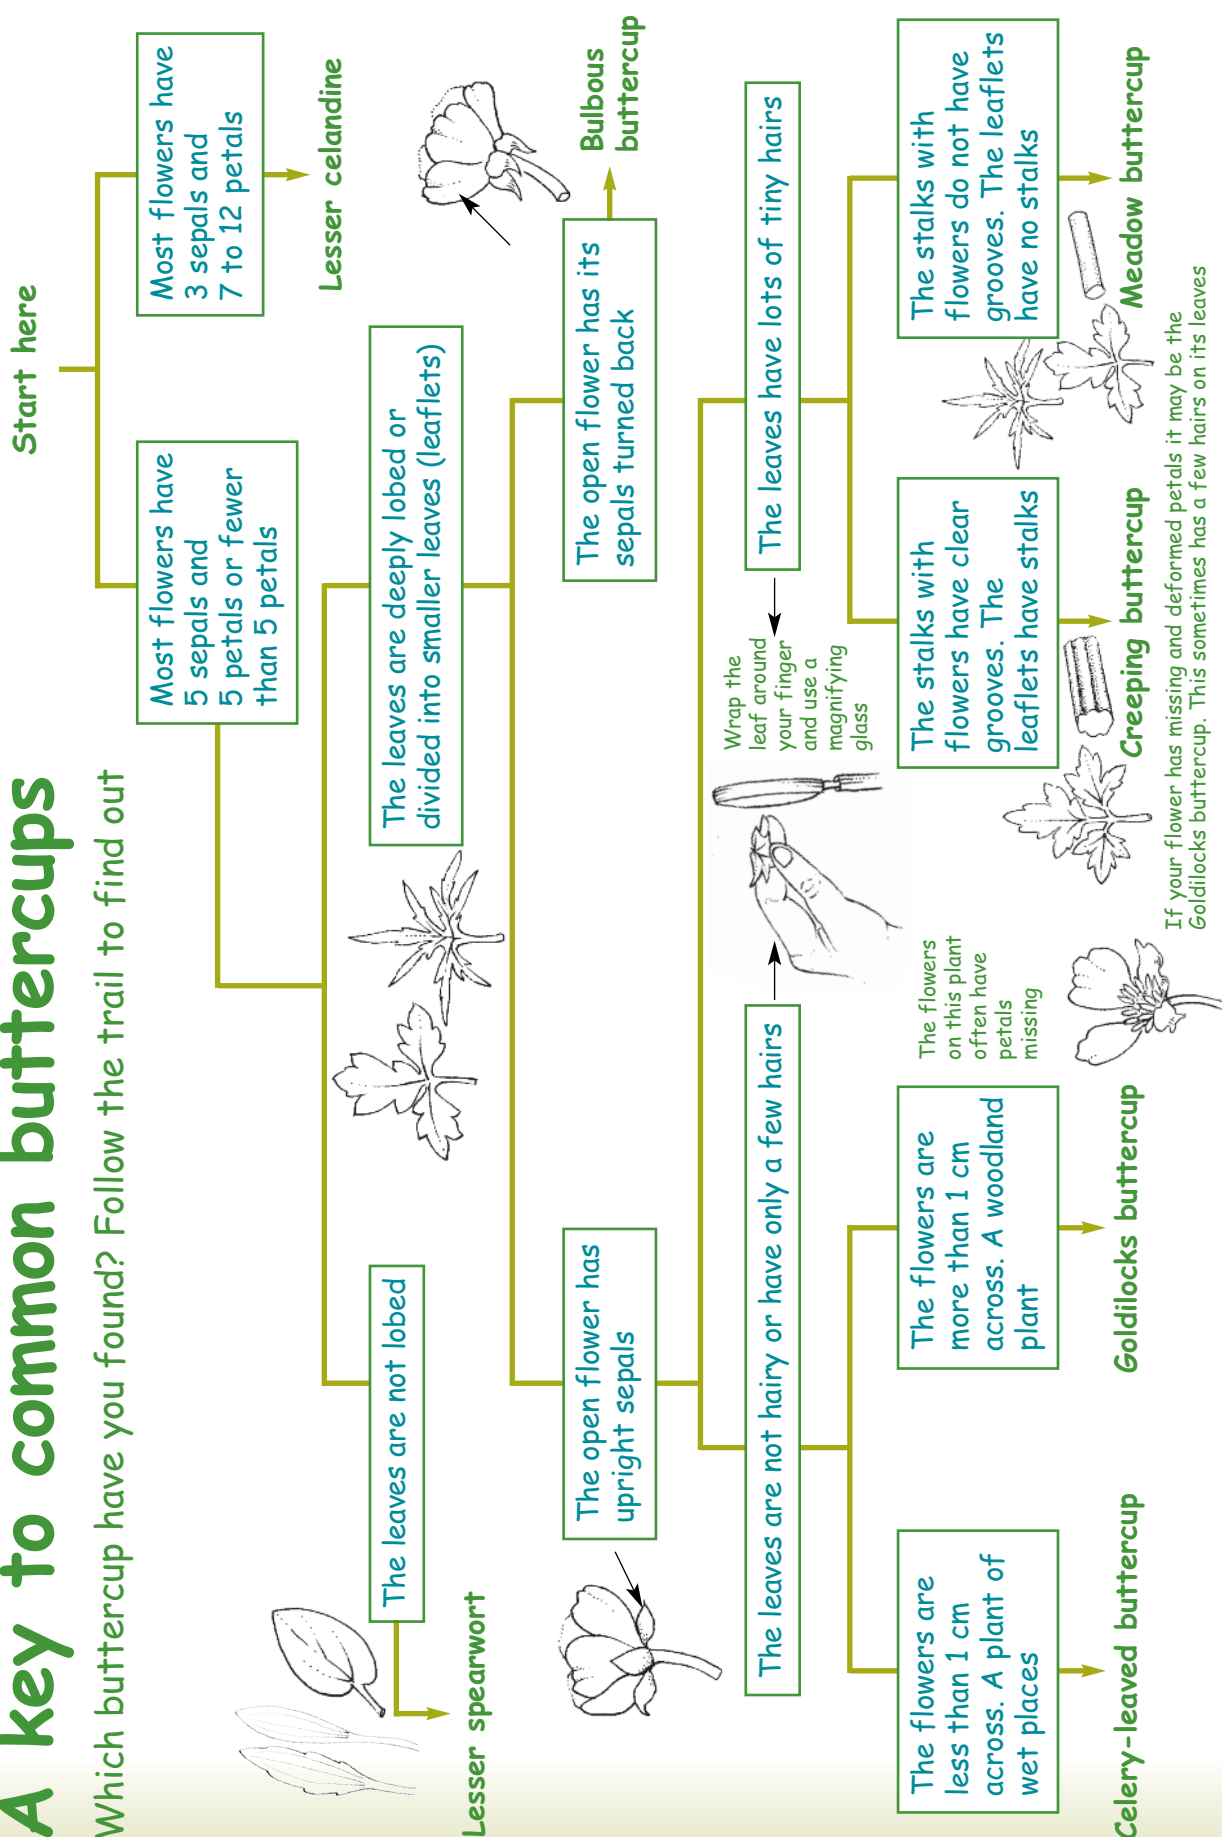 A key to common buttercups
Which buttercup have you found? Follow the trail to find out
Start here
Most flowers have
5 sepals and
5 petals or fewer
than 5 petals
Most flowers have
3 sepals and
7 to 12 petals
Lesser celandine
The leaves are not lobed
Lesser spearwort
The leaves are deeply lobed or
divided into smaller leaves (leaflets)
The open flower has
upright sepals
The open flower has its
sepals turned back
Bulbous
buttercup
The leaves are not hairy or have only a few hairs
Wrap the
leaf around
your finger
and use a
magnifying
glass
The leaves have lots of tiny hairs
The flowers are
less than 1 cm
across. A plant of
wet places
Celery-leaved buttercup
The flowers are
more than 1 cm
across. A woodland
plant
Goldilocks buttercup
The flowers
on this plant
often have
petals
missing
The stalks with
flowers have clear
grooves. The
leaflets have stalks
Creeping buttercup
The stalks with
flowers do not have
grooves. The leaflets
have no stalks
Meadow buttercup
If your flower has missing and deformed petals it may be the
Goldilocks buttercup. This sometimes has a few hairs on its leaves